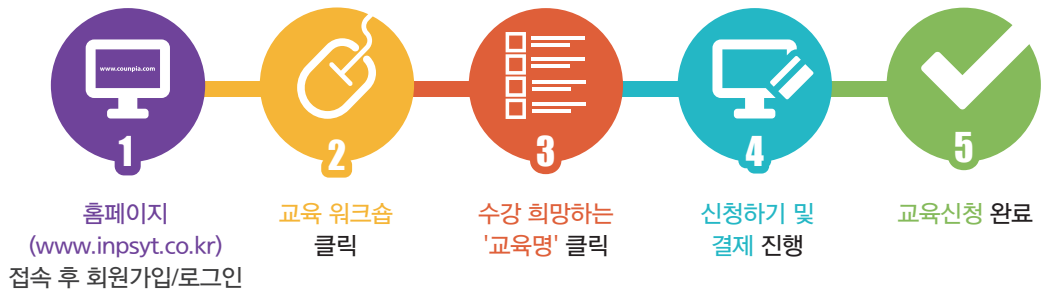 www.counpia.com
1
2
3
4
5
홈페이지
(www.inpsyt.co.kr)
접속 후 회원가입/로그인
교육 워크숍
클릭
수강 희망하는
'교육명' 클릭
신청하기 및
결제 진행
교육신청 완료